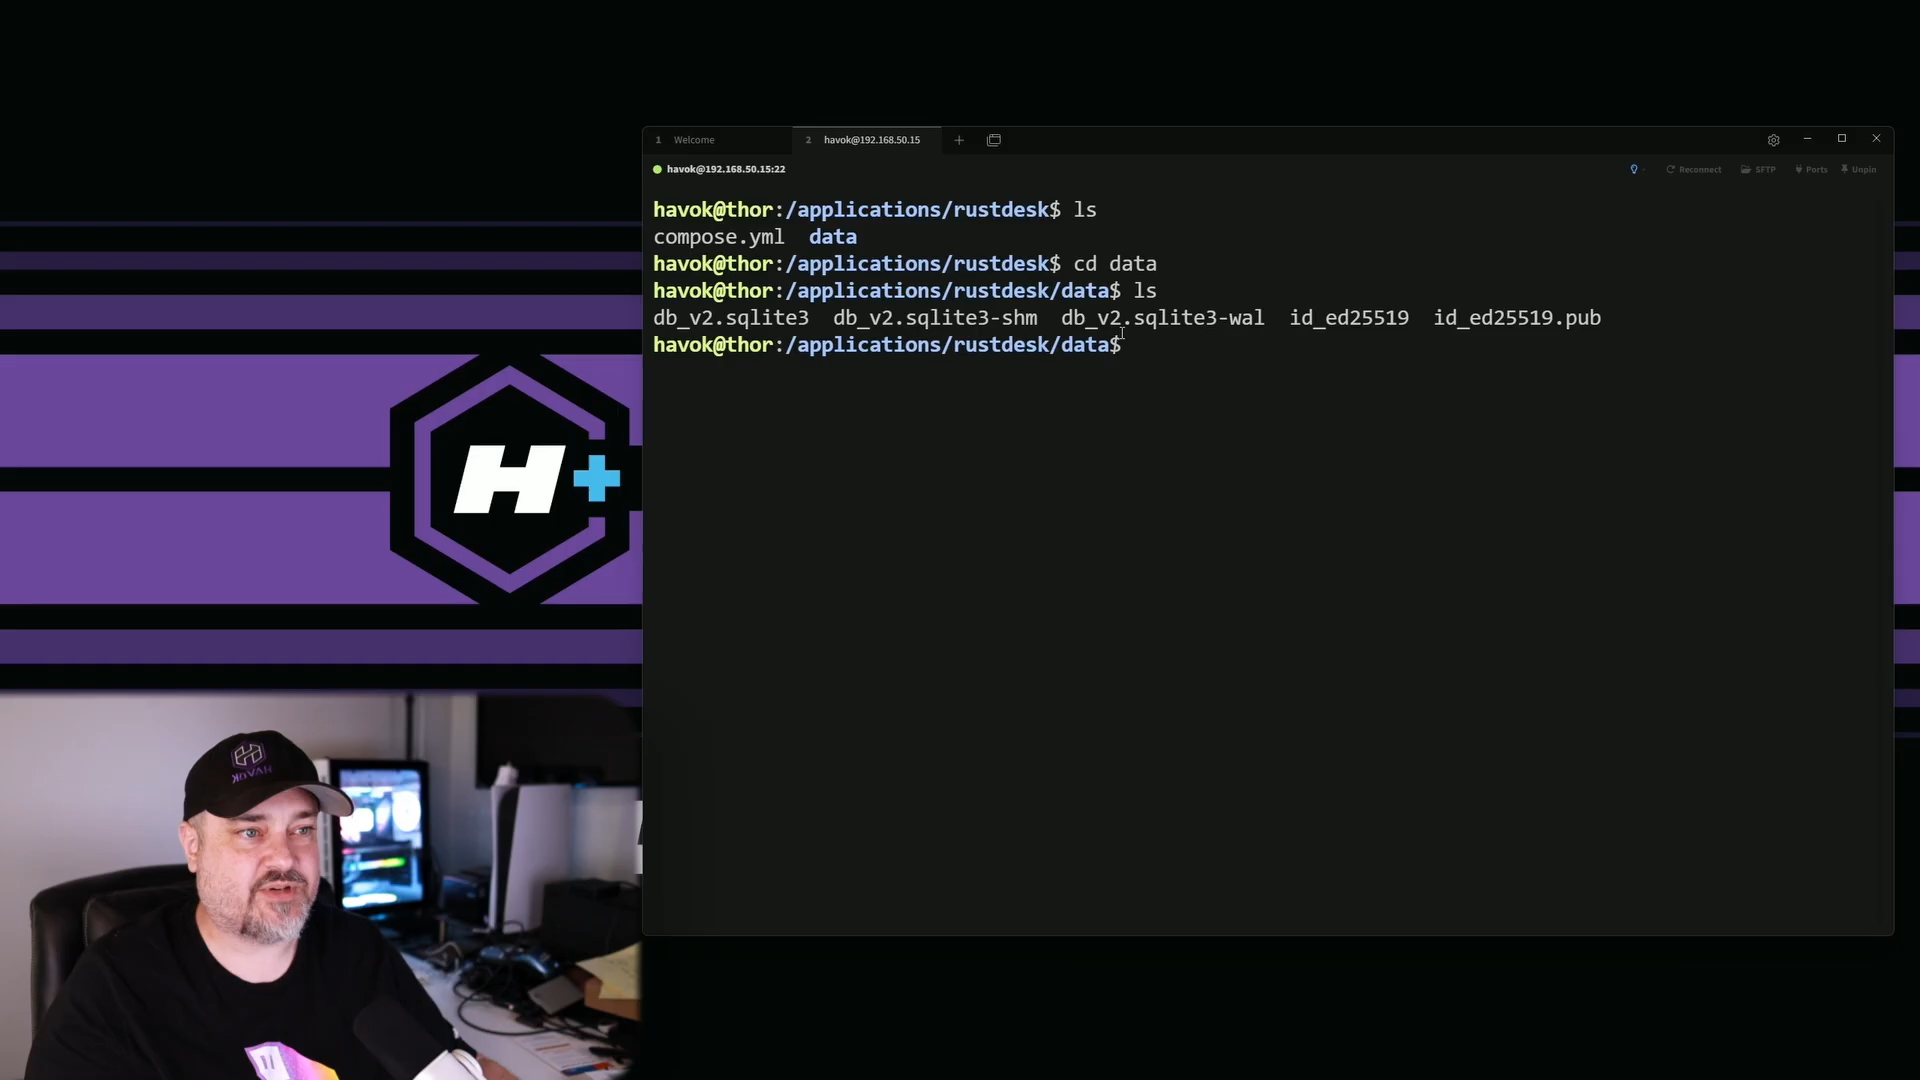 1 Welcome
2 havok@192.168.50.15
havok@192.168.50.15:22
Reconnect
SFTP
Ports
Unpin
havok@thor:/applications/rustdesk$ ls
compose.yml data
havok@thor:/applications/rustdesk$ cd data
havok@thor:/applications/rustdesk/data$ ls
db_v2.sqlite3 db_v2.sqlite3-shm db_v2.sqlite3-wal id_ed25519 id_ed25519.pub
havok@thor:/applications/rustdesk/data$
H+
HAVOK